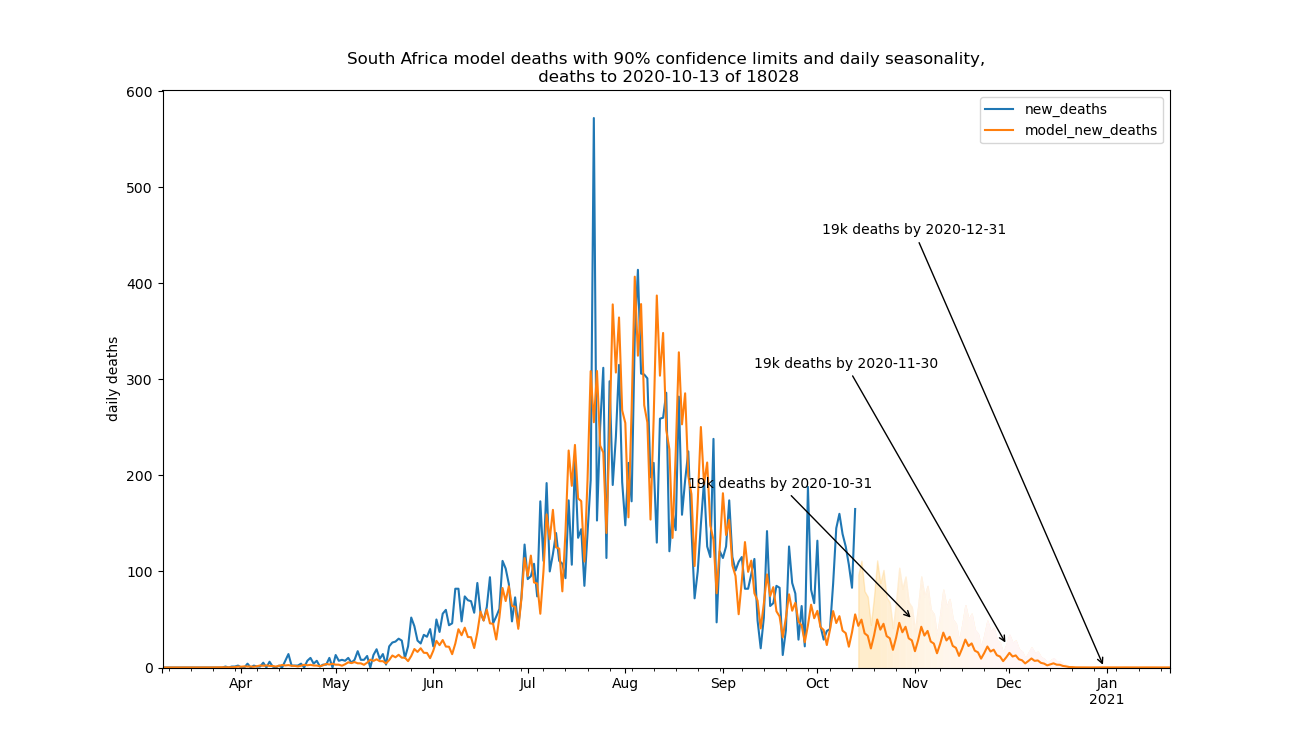 South Africa model deaths with 90% confidence limits and daily seasonality,
deaths to 2020-10-13 of 18028
600
500
400
300
200
100
0
daily deaths
new_deaths
model_new_deaths
19k deaths by 2020-12-31
19k deaths by 2020-11-30
19k deaths by 2020-10-31
Apr May Jun Jul Aug Sep Oct Nov Dec Jan
2021